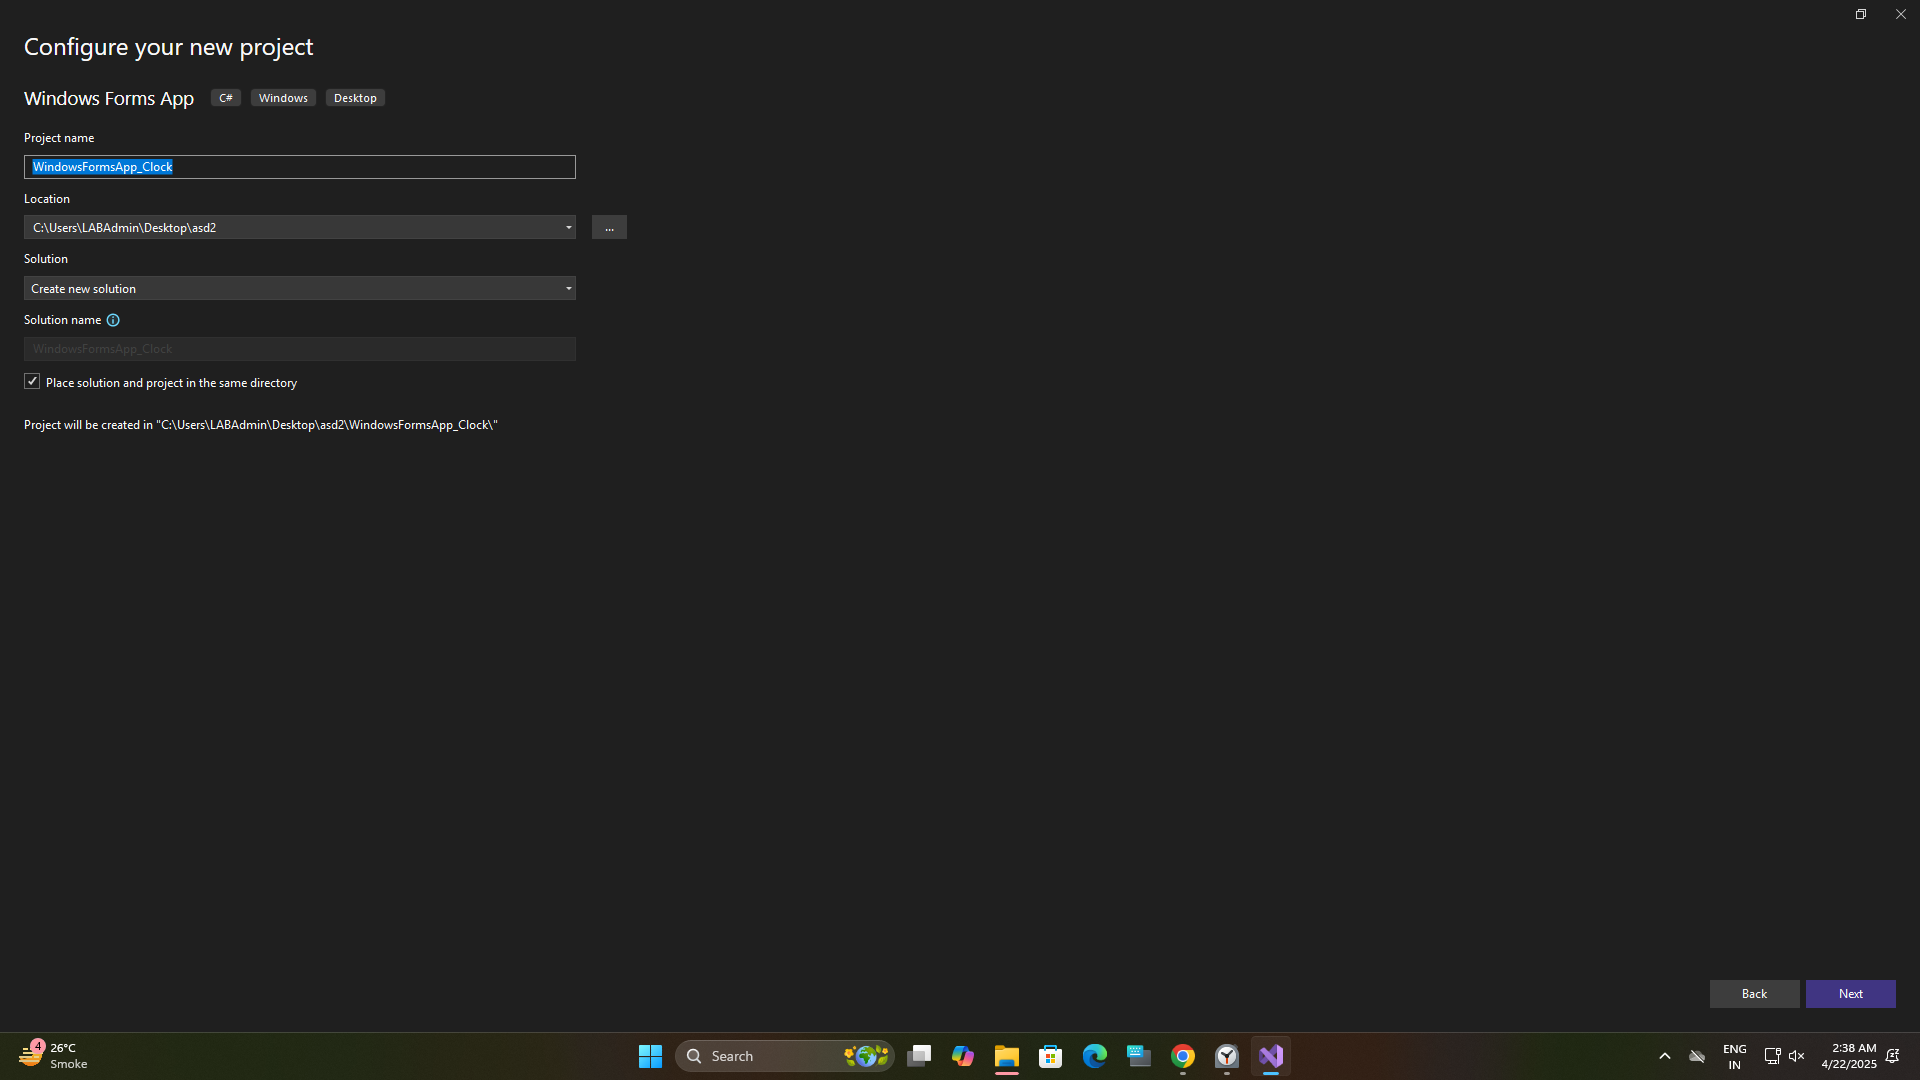 Configure your new project
Windows Forms App C# Windows Desktop
Project name
WindowsFormsApp_Clock
Location
C:\Users\LABAdmin\Desktop\asd2 ...
Solution
Create new solution
Solution name
WindowsFormsApp_Clock
Place solution and project in the same directory
Project will be created in "C:\Users\LABAdmin\Desktop\asd2\WindowsFormsApp_Clock\"
Back Next
4 26°C
Smoke
Search
ENG
IN
2:38 AM
4/22/2025